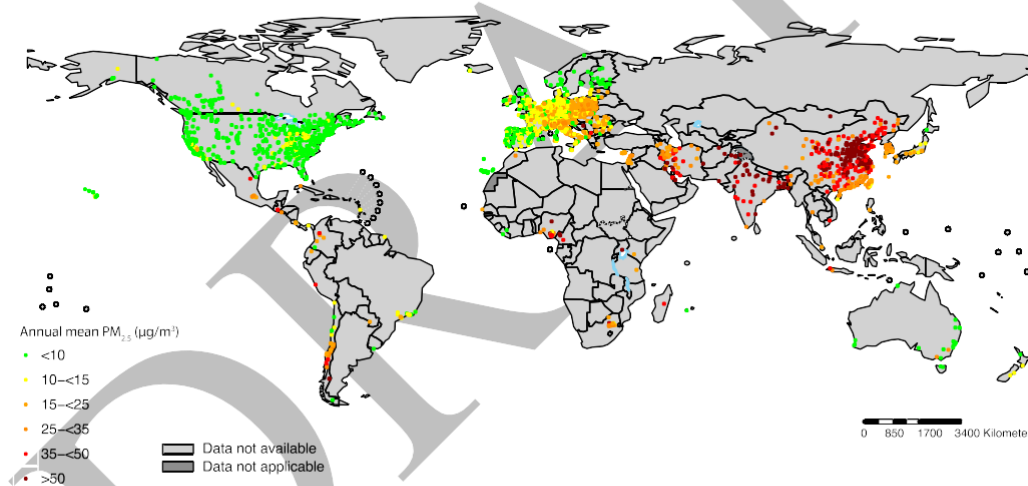 Annual mean PM2.5 (µg/m³)
<10
10–<15
15–<25
25–<35
35–<50
>50
Data not available
Data not applicable
0 850 1700 3400 Kilomete